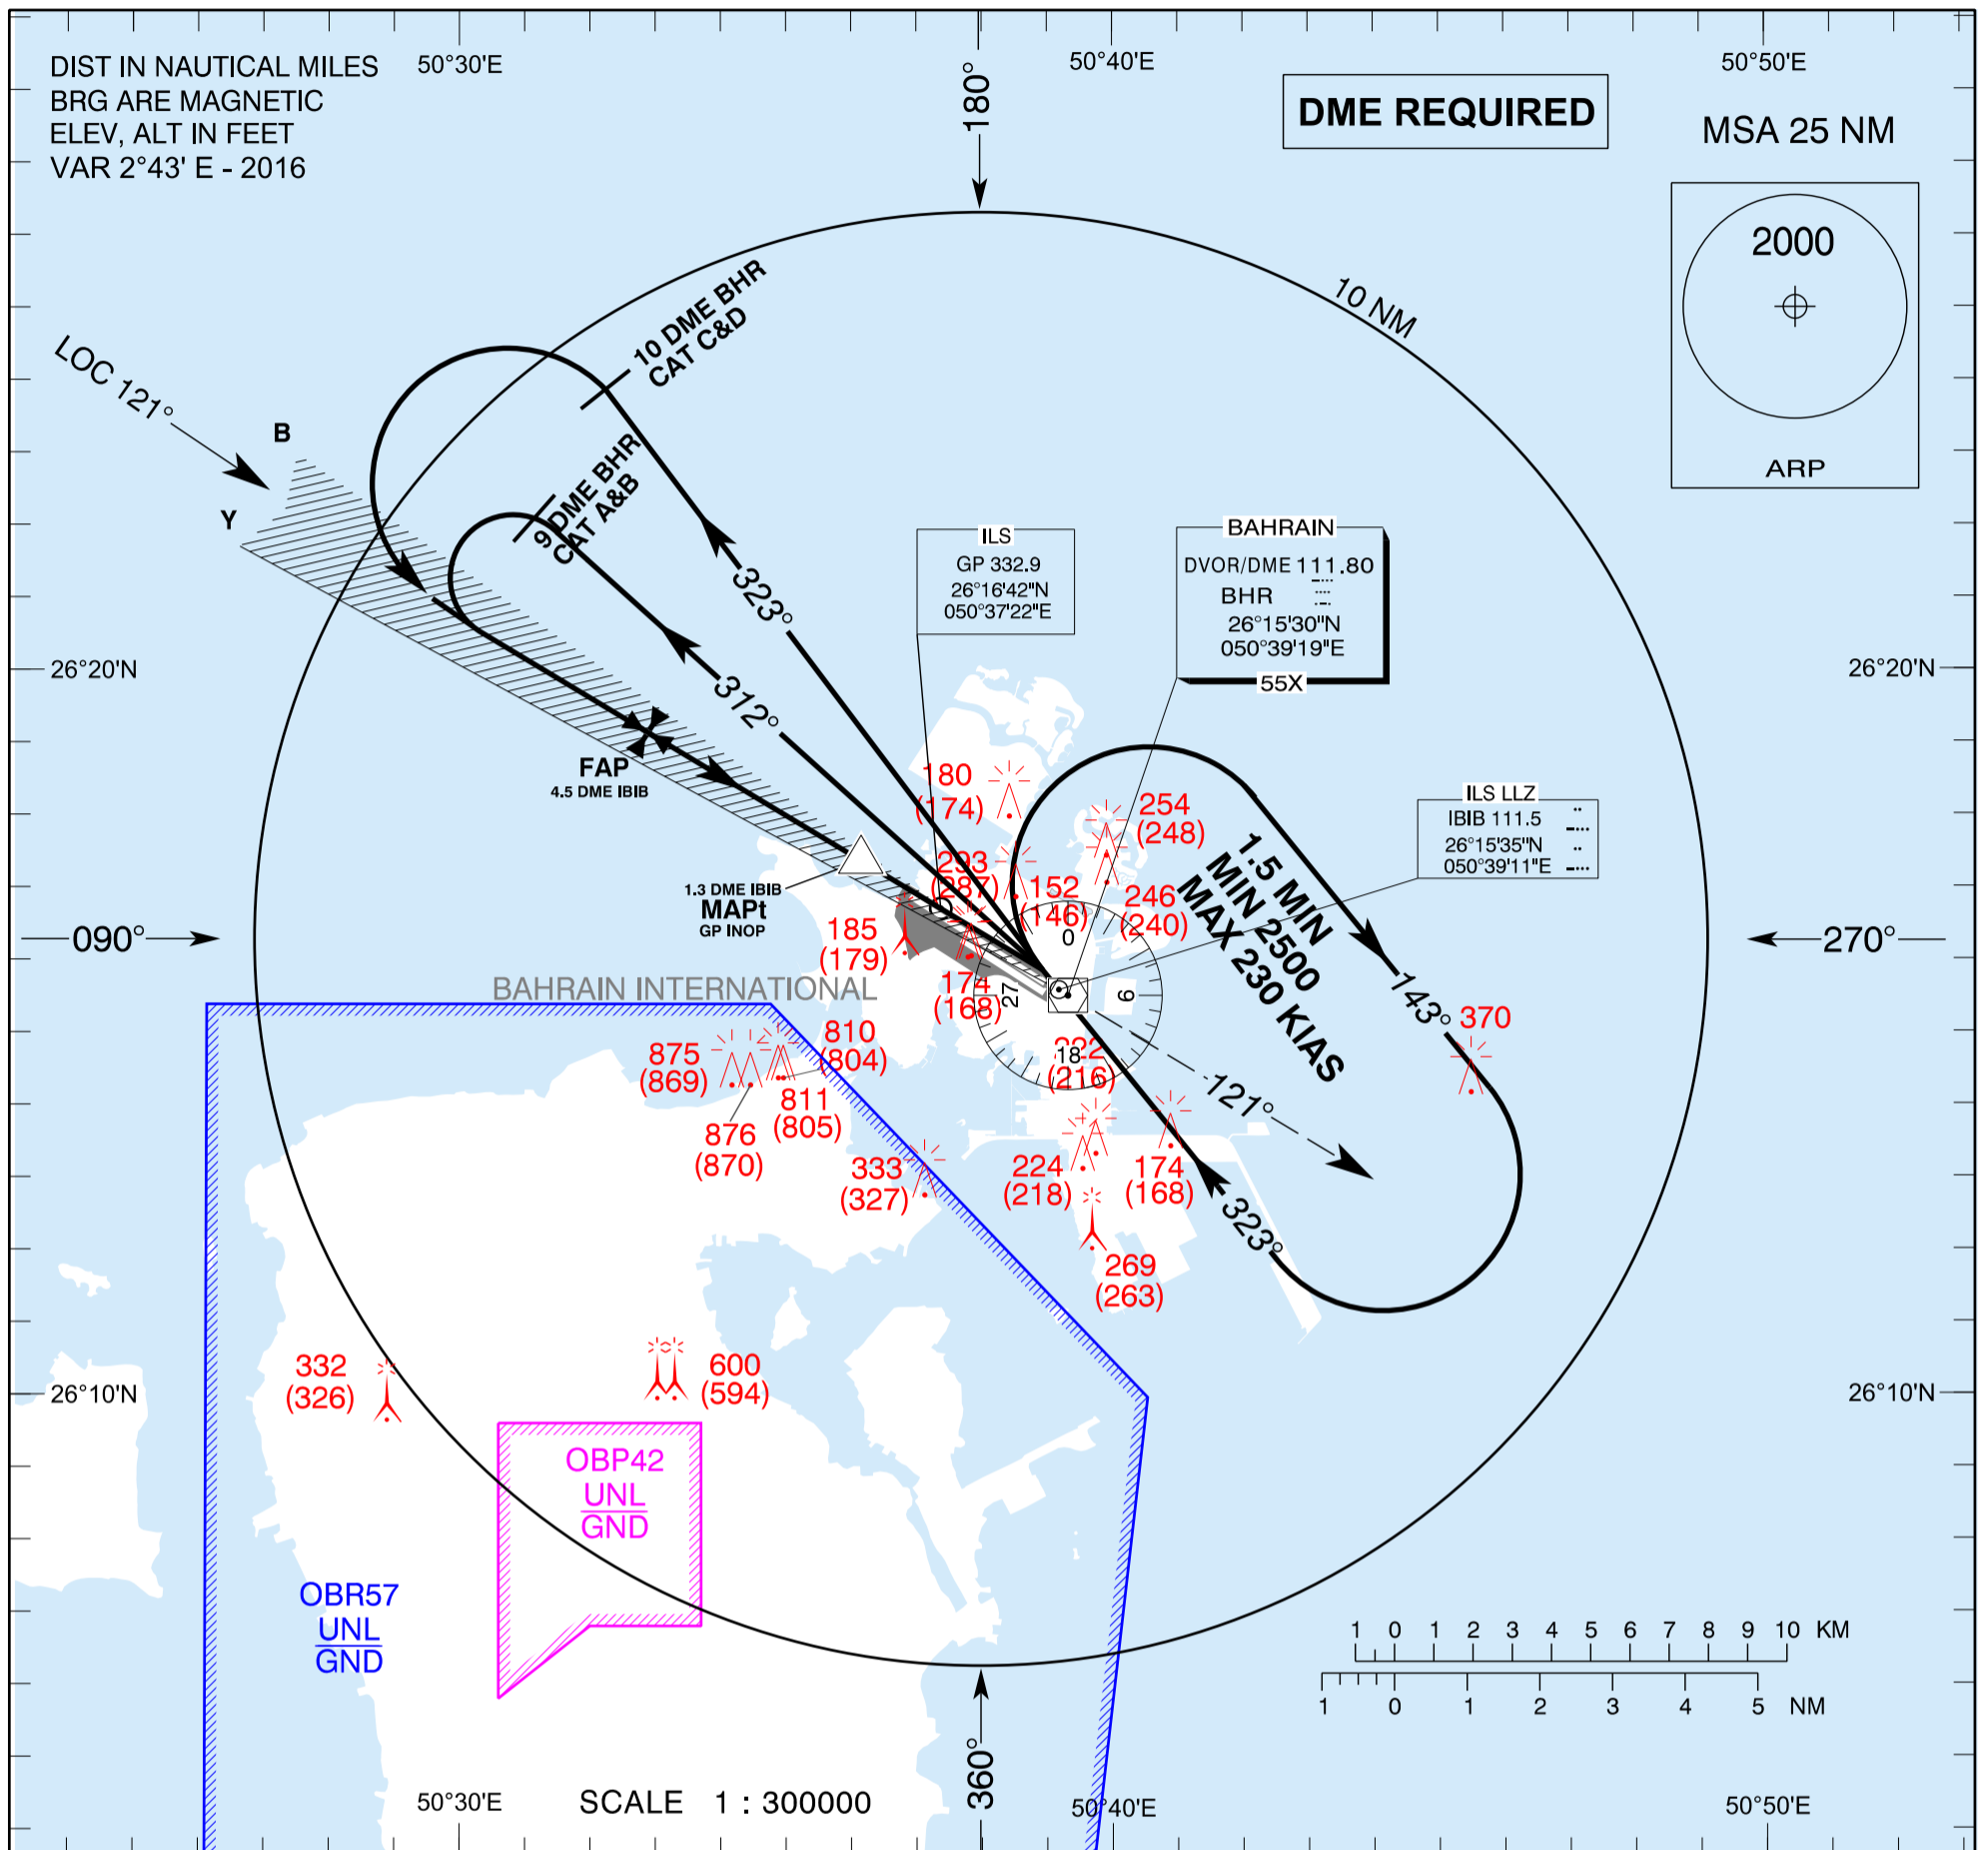 DIST IN NAUTICAL MILES
BRG ARE MAGNETIC
ELEV, ALT IN FEET
VAR 2°43' E - 2016
50°30'E
180°
50°40'E
50°50'E
DME REQUIRED
MSA 25 NM
2000
ARP
10 NM
LOC 121°
B
Y
10 DME BHR
CAT C&D
9 DME BHR
CAT A&B
323°
312°
ILS
GP 332.9
26°16'42"N
050°37'22"E
BAHRAIN
DVOR/DME 111.80
BHR
26°15'30"N
050°39'19"E
55X
26°20'N
26°20'N
FAP
4.5 DME IBIB
ILS LLZ
IBIB 111.5
26°15'35"N
050°39'11"E
180
(174)
254
(248)
293
(287)
152
(146)
246
(240)
1.5 MIN
MIN 2500
MAX 230 KIAS
1.3 DME IBIB
MAPt
GP INOP
185
(179)
174
(168)
0
27
9
18
090°
270°
BAHRAIN INTERNATIONAL
143°
370
875
(869)
810
(804)
811
(805)
876
(870)
333
(327)
(216)
121°
224
(218)
174
(168)
323°
269
(263)
332
(326)
600
(594)
26°10'N
26°10'N
OBP42
UNL
GND
OBR57
UNL
GND
1 0 1 2 3 4 5 6 7 8 9 10 KM
1 0 1 2 3 4 5 NM
360°
50°30'E
SCALE 1 : 300000
50°40'E
50°50'E